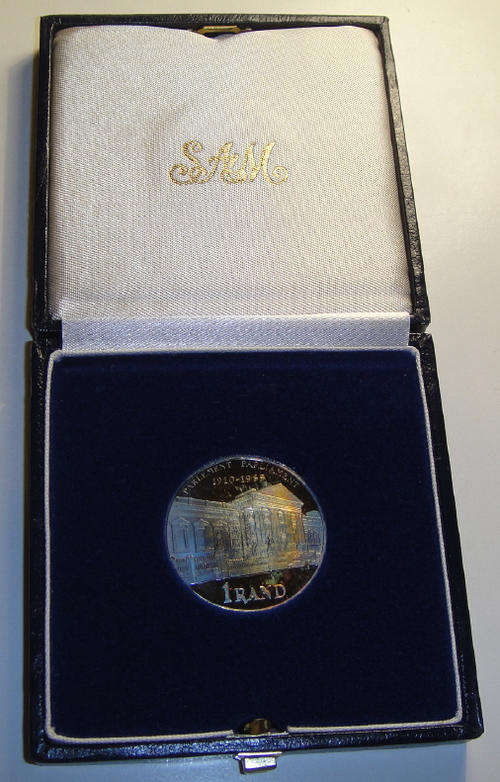 SAM
PARLEMENT PARLIAMENT
1910-1985
1 RAND